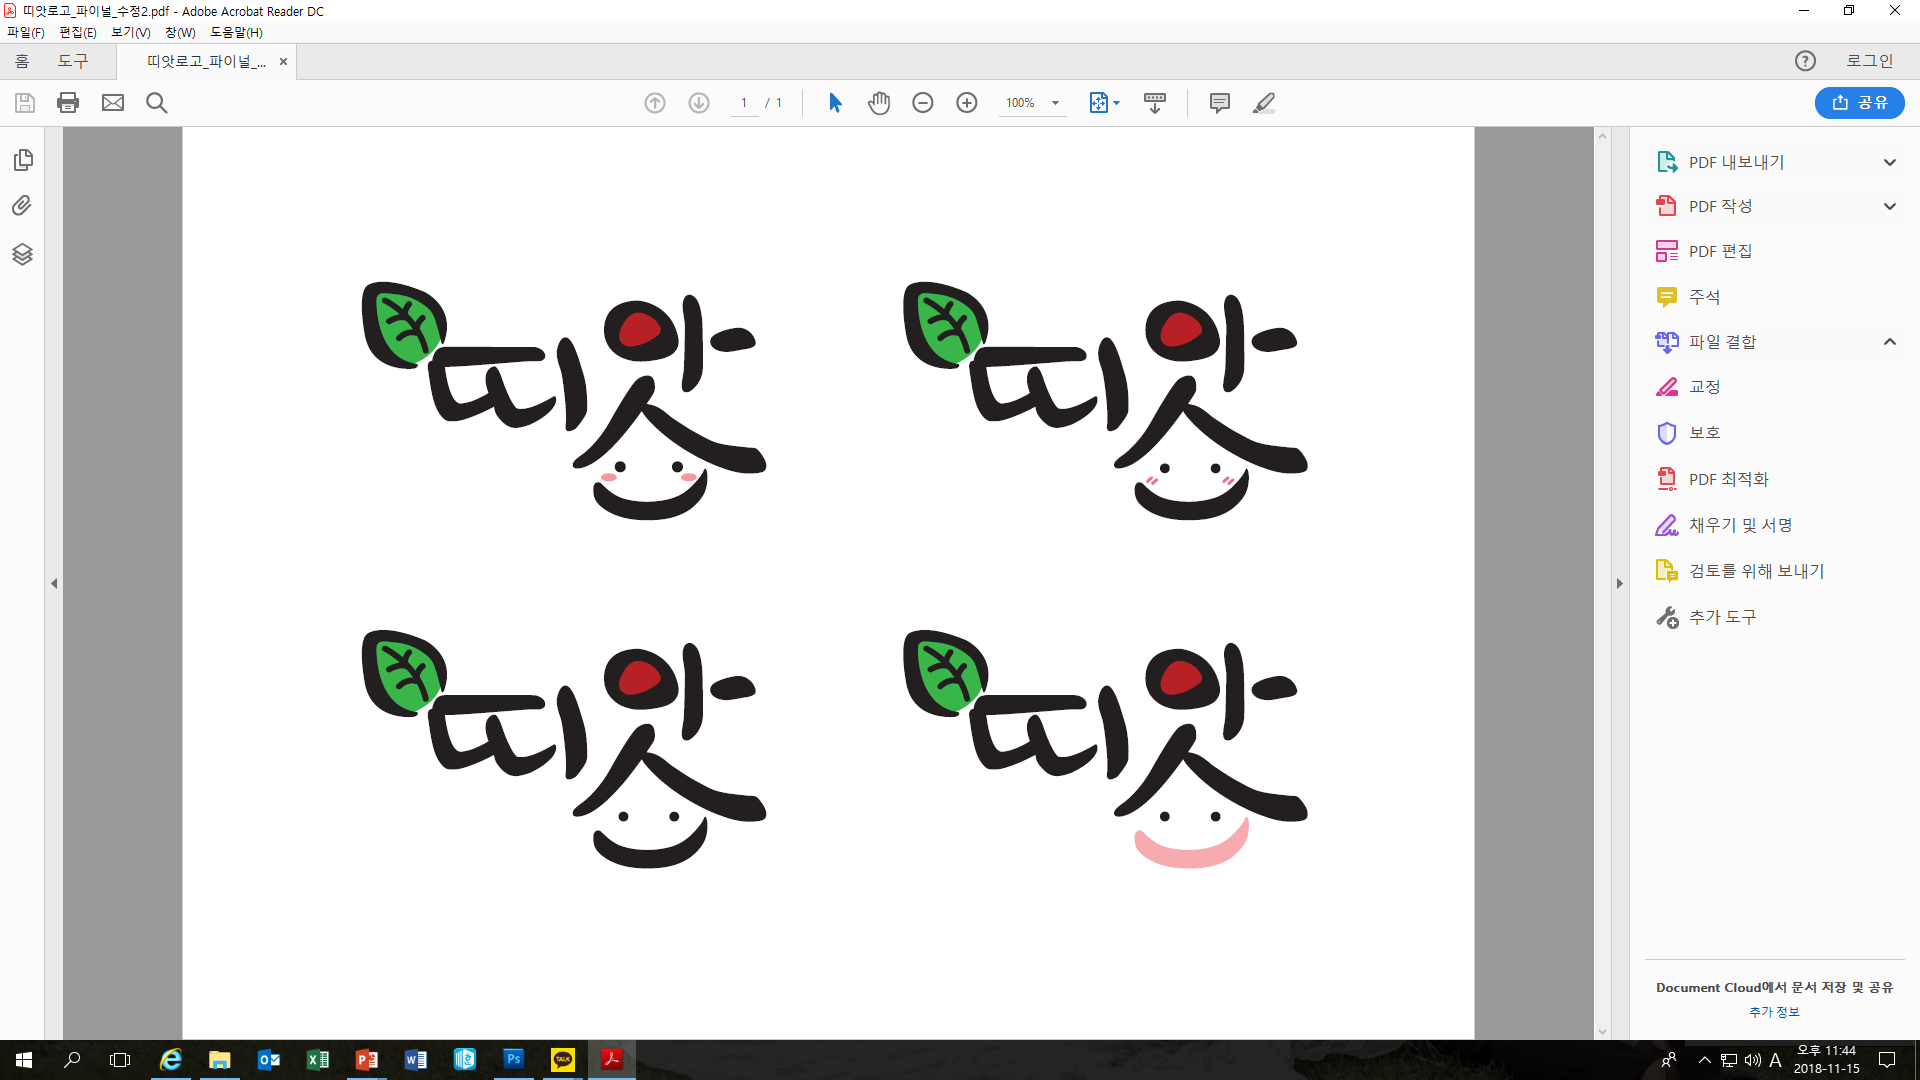 띠앗로고_파이널_수정2.pdf - Adobe Acrobat Reader DC
파일(F) 편집(E) 보기(V) 창(W) 도움말(H)
홈 도구 띠앗로고_파이널_... 로그인
1 / 1 100% 공유
PDF 내보내기
PDF 작성
PDF 편집
주석
파일 결합
교정
보호
PDF 최적화
채우기 및 서명
검토를 위해 보내기
추가 도구
띠앗
띠앗
띠앗
띠앗
Document Cloud에서 문서 저장 및 공유
추가 정보
TALK
Ps
A
오후 11:44
2018-11-15